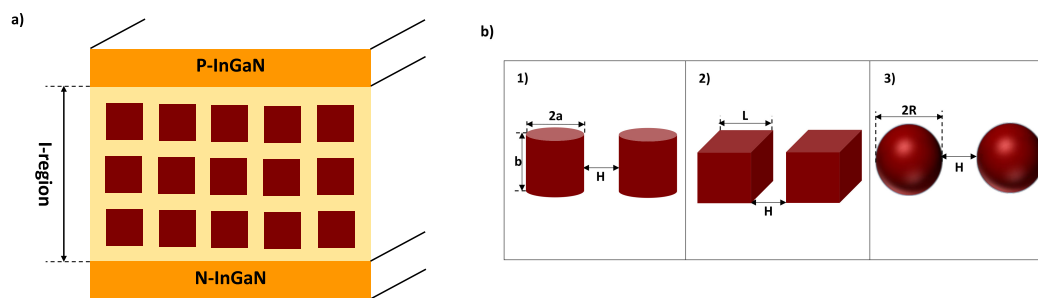 a)
P-InGaN
I-region
N-InGaN
b)
1)
2a
b
H
2)
L
H
3)
2R
H